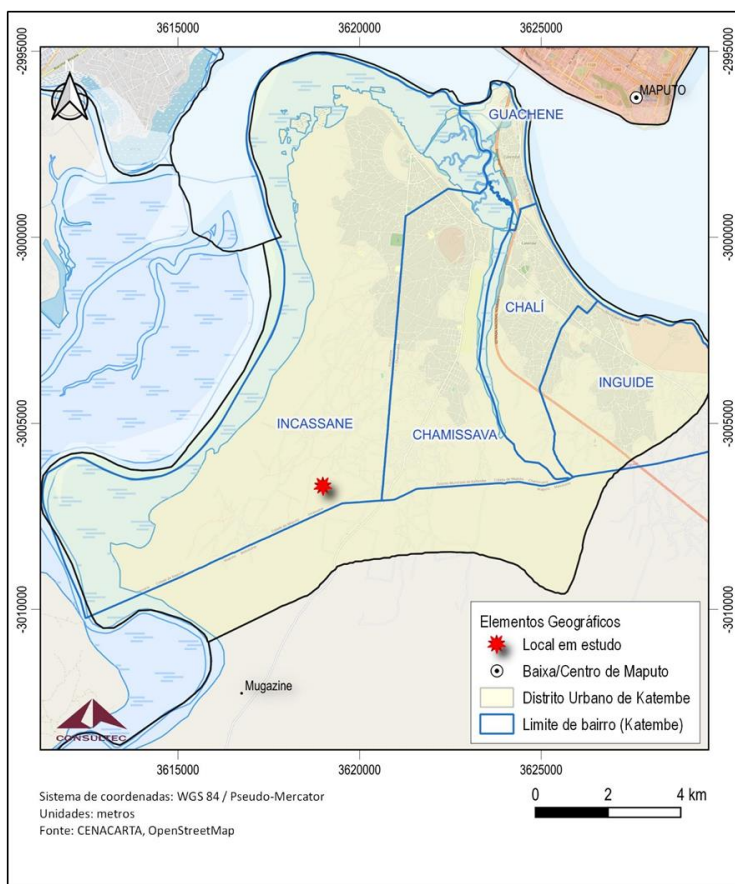 3615000
3620000
3625000
-2995000
-2995000
MAPUTO
GUACHENE
-3000000
-3000000
CHALÍ
INGUIDE
-3005000
-3005000
INCASSANE
CHAMISSAVA
-3010000
-3010000
Elementos Geográficos
Local em estudo
Baixa/Centro de Maputo
Distrito Urbano de Katembe
Limite de bairro (Katembe)
Mugazine
CONSULTEC
3615000
3620000
3625000
Sistema de coordenadas: WGS 84 / Pseudo-Mercator
Unidades: metros
Fonte: CENACARTA, OpenStreetMap
0 2 4 km